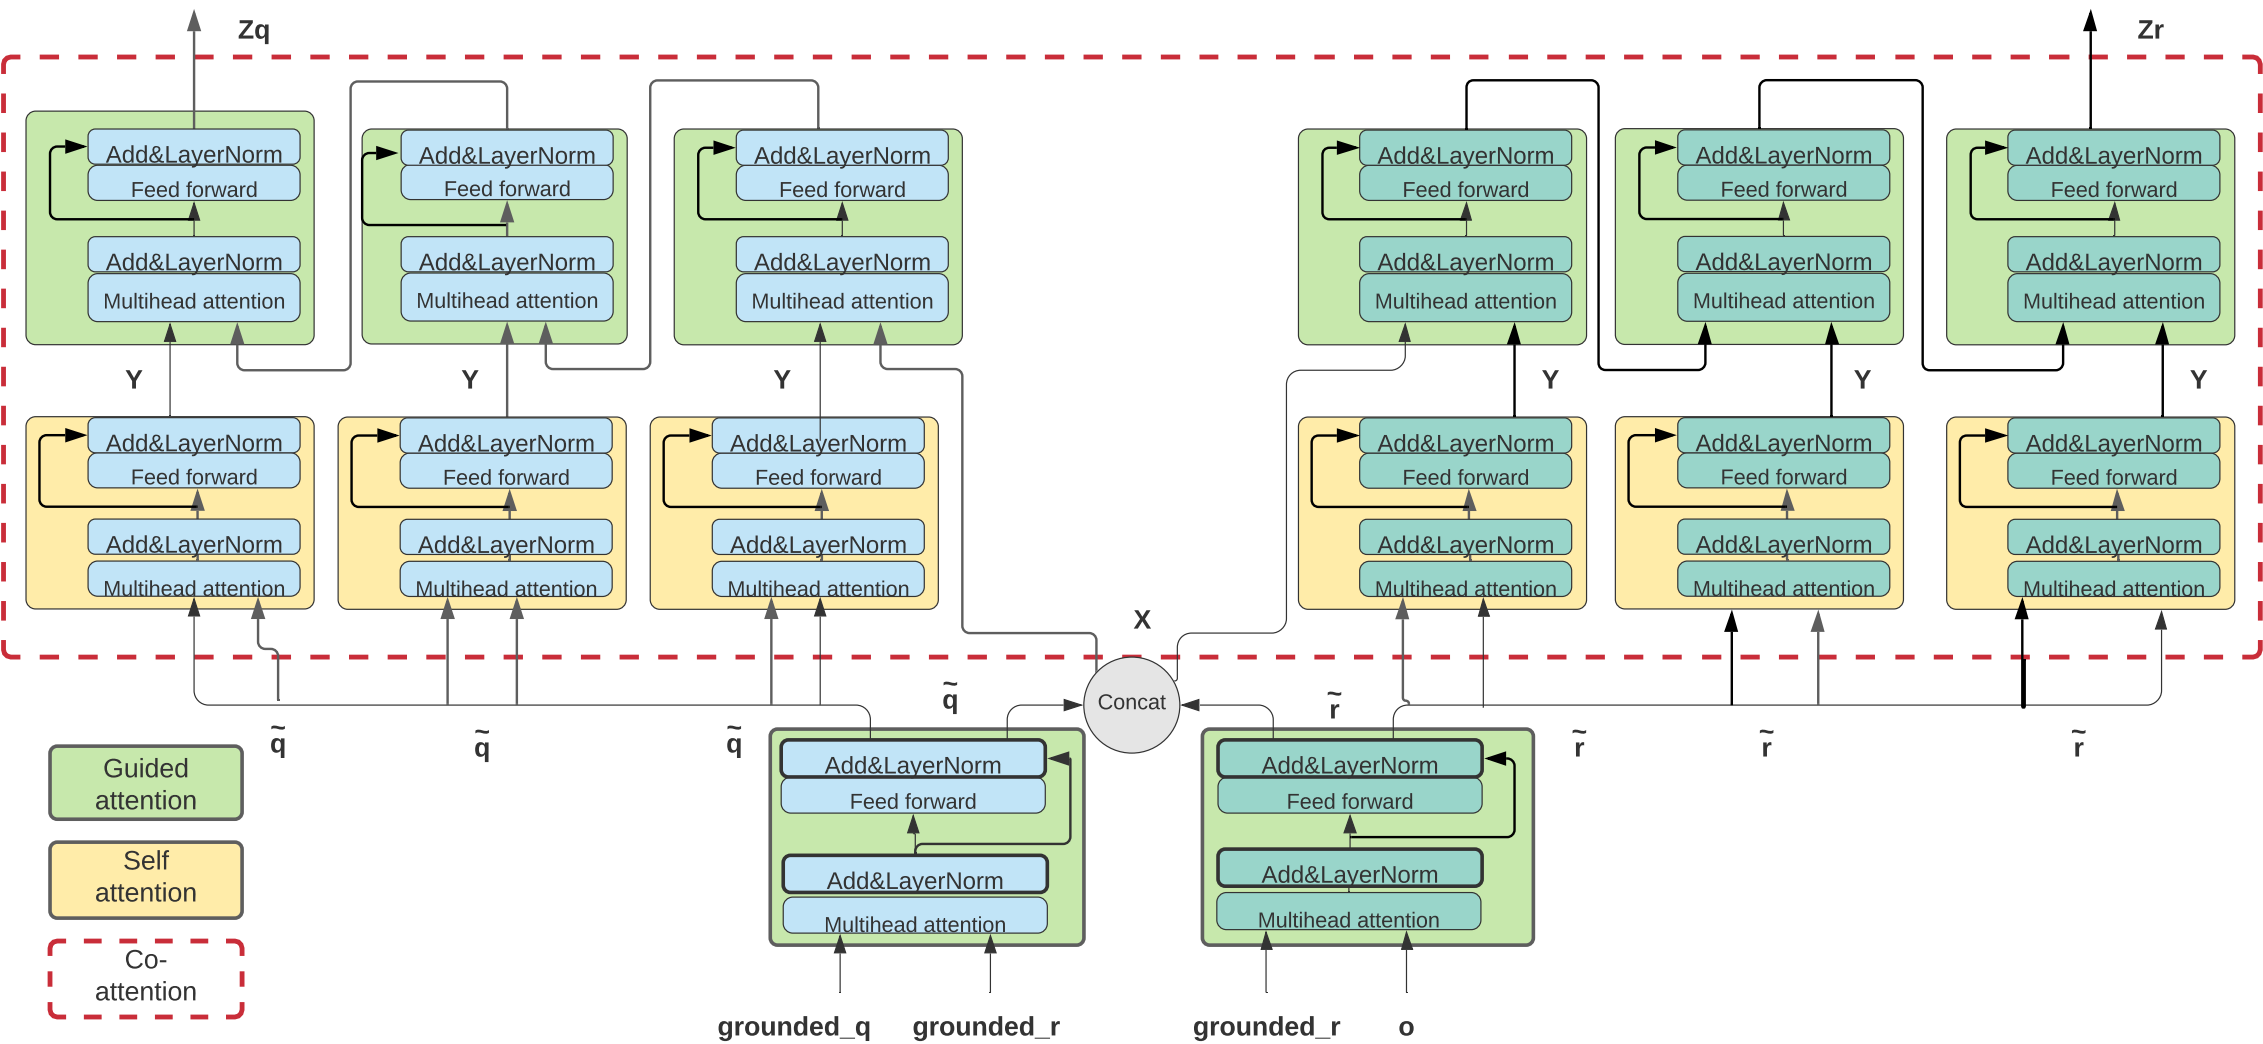 Zq
Zr
Add&LayerNorm
Feed forward
Add&LayerNorm
Multihead attention
Add&LayerNorm
Feed forward
Add&LayerNorm
Multihead attention
Add&LayerNorm
Feed forward
Add&LayerNorm
Multihead attention
Add&LayerNorm
Feed forward
Add&LayerNorm
Multihead attention
Add&LayerNorm
Feed forward
Add&LayerNorm
Multihead attention
Add&LayerNorm
Feed forward
Add&LayerNorm
Multihead attention
Y
Y
Y
Y
Y
Y
Add&LayerNorm
Feed forward
Add&LayerNorm
Multihead attention
Add&LayerNorm
Feed forward
Add&LayerNorm
Multihead attention
Add&LayerNorm
Feed forward
Add&LayerNorm
Multihead attention
Add&LayerNorm
Feed forward
Add&LayerNorm
Multihead attention
Add&LayerNorm
Feed forward
Add&LayerNorm
Multihead attention
Add&LayerNorm
Feed forward
Add&LayerNorm
Multihead attention
X
Concat
q̃
r̃
q̃
q̃
q̃
r̃
r̃
r̃
Add&LayerNorm
Feed forward
Add&LayerNorm
Multihead attention
Add&LayerNorm
Feed forward
Add&LayerNorm
Multihead attention
Guided
attention
Self
attention
Co-
attention
grounded_q
grounded_r
grounded_r
o